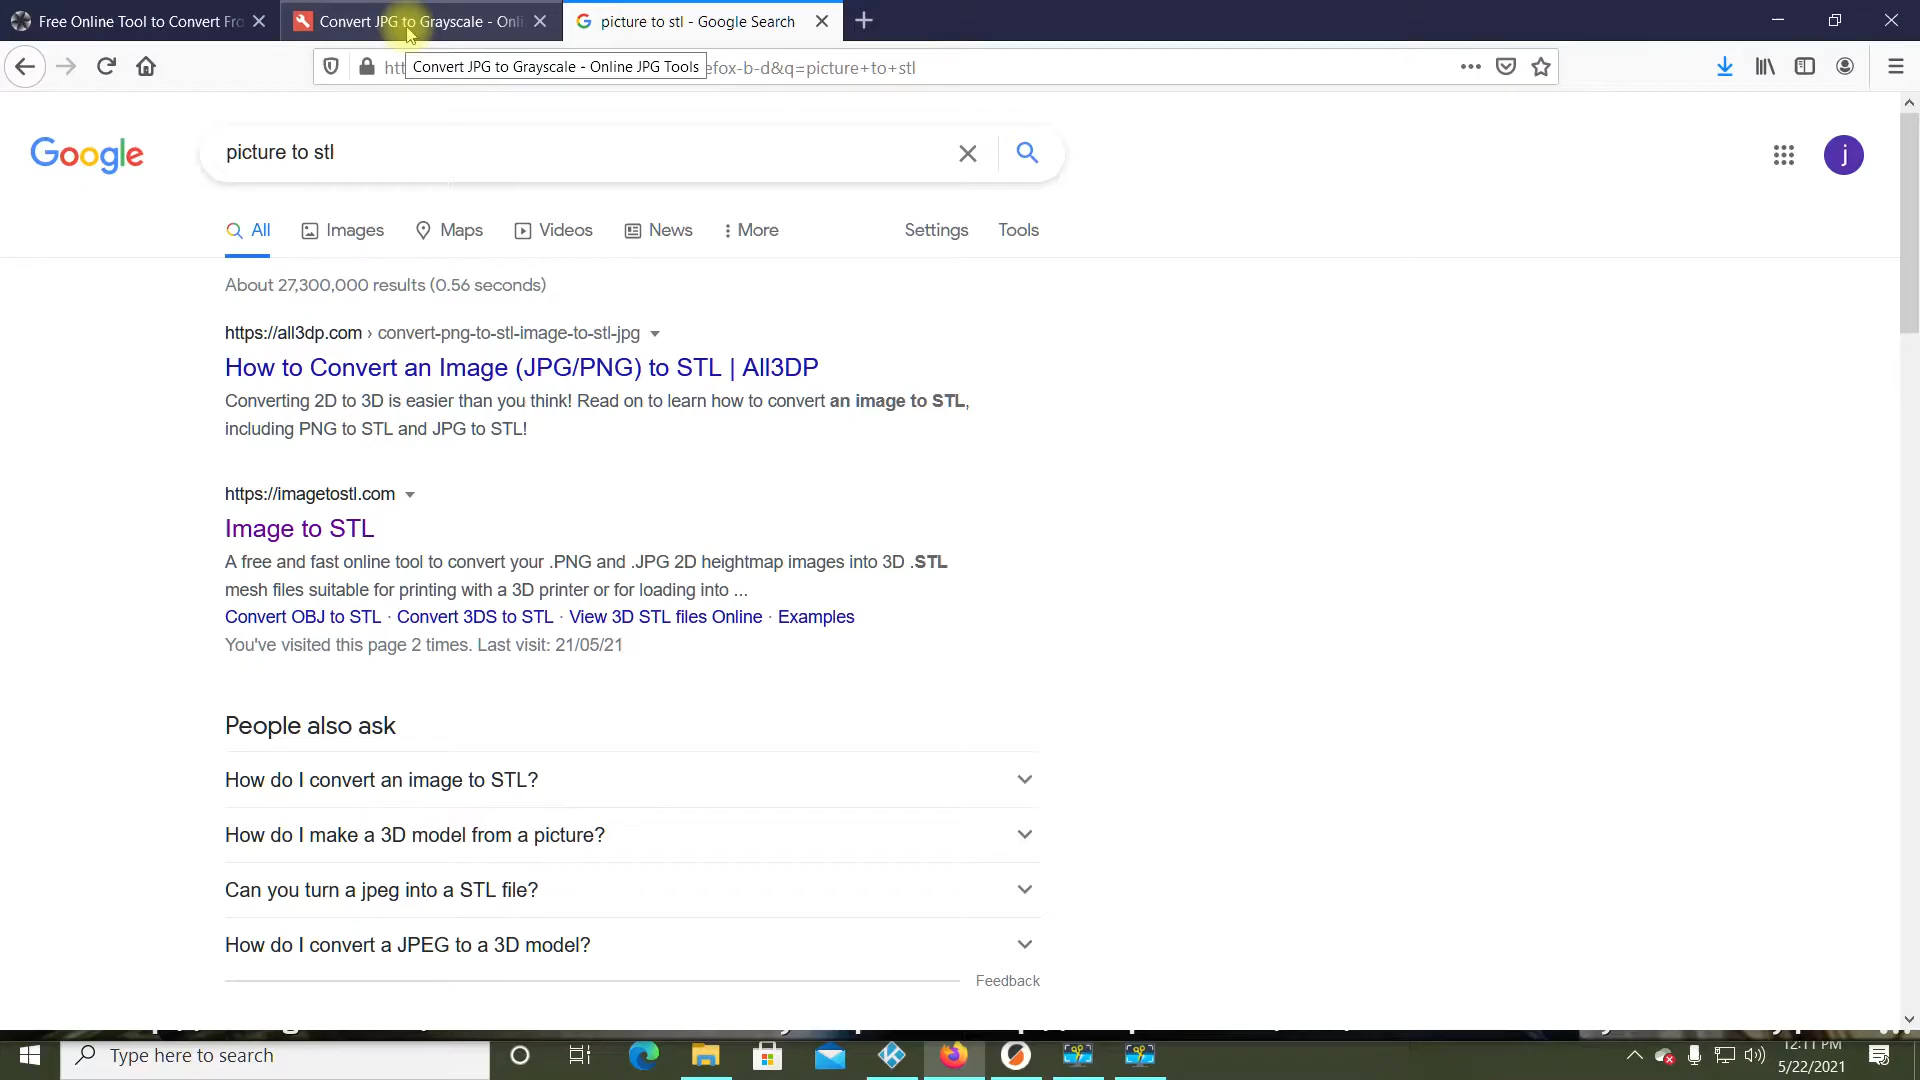 Free Online Tool to Convert Fro
Convert JPG to Grayscale - Onli
picture to stl - Google Search
htt
Convert JPG to Grayscale - Online JPG Tools
efox-b-d&q=picture+to+stl
Google
picture to stl
j
All
Images
Maps
Videos
News
More
Settings
Tools
About 27,300,000 results (0.56 seconds)
https://all3dp.com › convert-png-to-stl-image-to-stl-jpg
How to Convert an Image (JPG/PNG) to STL | All3DP
Converting 2D to 3D is easier than you think! Read on to learn how to convert an image to STL,
including PNG to STL and JPG to STL!
https://imagetostl.com
Image to STL
A free and fast online tool to convert your .PNG and .JPG 2D heightmap images into 3D .STL
mesh files suitable for printing with a 3D printer or for loading into ...
Convert OBJ to STL · Convert 3DS to STL · View 3D STL files Online · Examples
You've visited this page 2 times. Last visit: 21/05/21
People also ask
How do I convert an image to STL?
How do I make a 3D model from a picture?
Can you turn a jpeg into a STL file?
How do I convert a JPEG to a 3D model?
Feedback
Type here to search
12:11 PM
5/22/2021